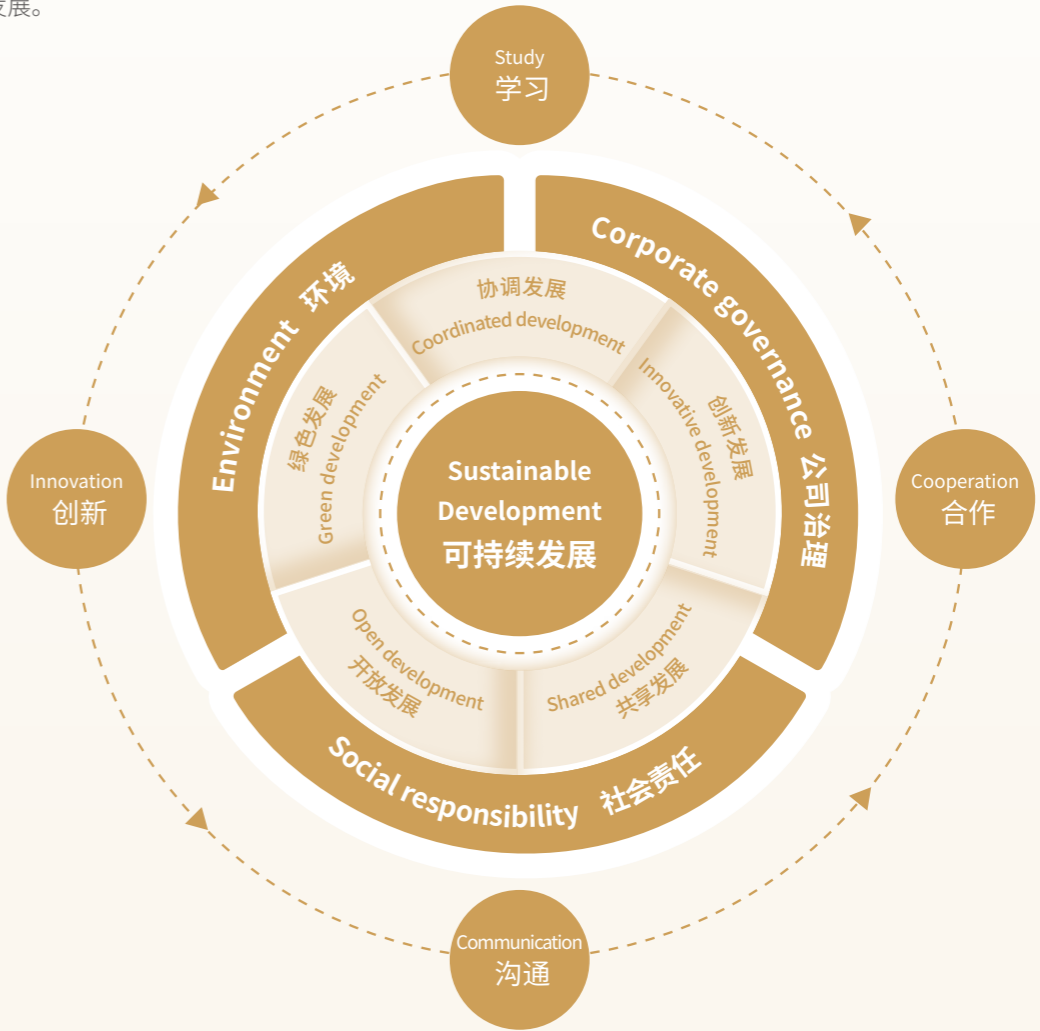 发展。
Study
学习
Environment 环境
Corporate governance 公司治理
协调发展
Coordinated development
绿色发展
Green development
Innovative development
创新发展
Innovation
创新
Sustainable
Development
可持续发展
Cooperation
合作
Open development
开放发展
Shared development
共享发展
Social responsibility 社会责任
Communication
沟通